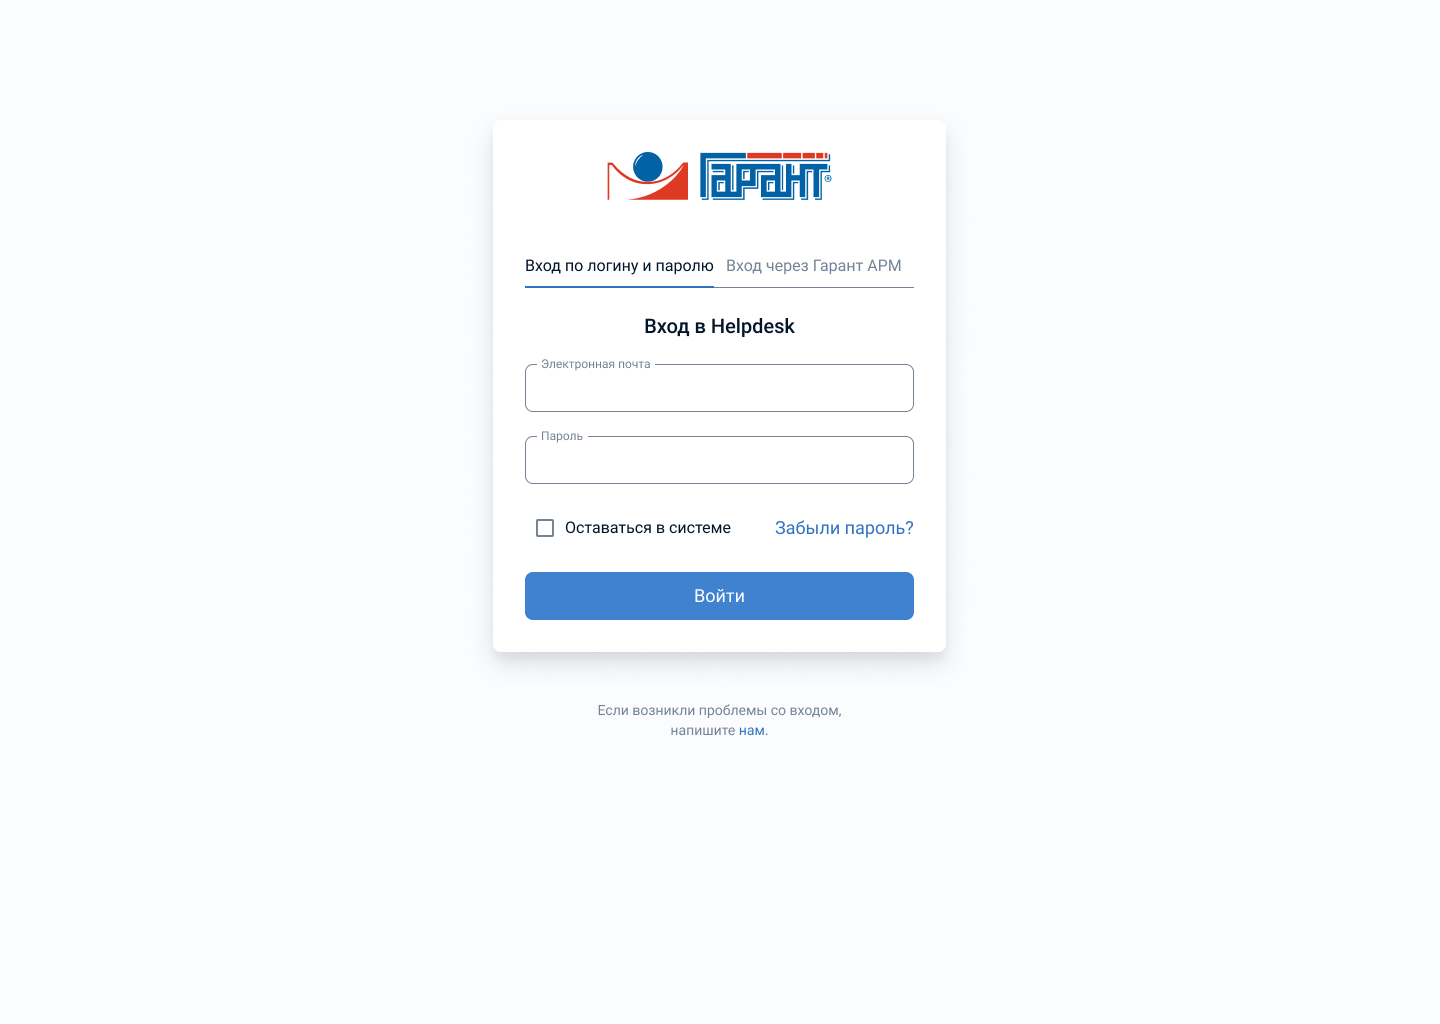 Гарант®
Вход по логину и паролю Вход через Гарант АРМ
Вход в Helpdesk
Электронная почта
Пароль
Оставаться в системе Забыли пароль?
Войти
Если возникли проблемы со входом,
напишите нам.